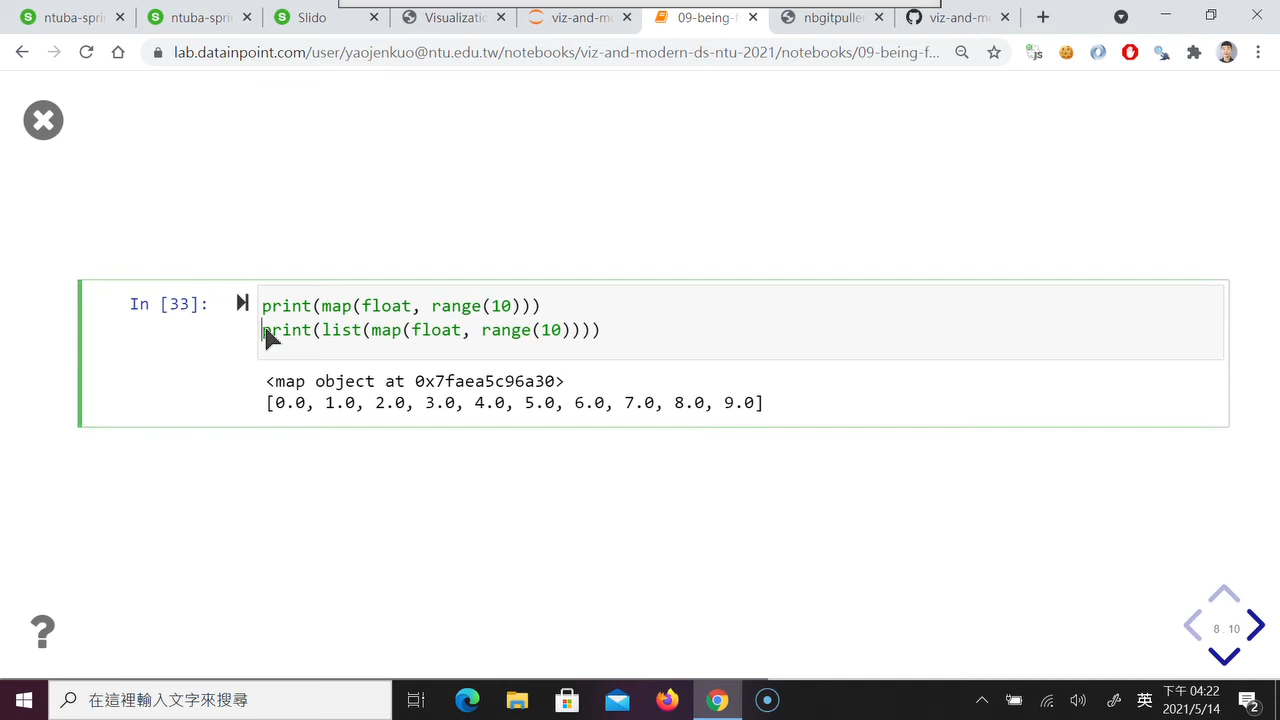 ntuba-spri
ntuba-spri
Slido
Visualizatio
viz-and-mo
09-being-f
nbgitpuller
viz-and-mo
lab.datainpoint.com/user/yaojenkuo@ntu.edu.tw/notebooks/viz-and-modern-ds-ntu-2021/notebooks/09-being-f...
In [33]:
print(map(float, range(10)))
print(list(map(float, range(10))))
<map object at 0x7faea5c96a30>
[0.0, 1.0, 2.0, 3.0, 4.0, 5.0, 6.0, 7.0, 8.0, 9.0]
?
8.10
在這裡輸入文字來搜尋
英
下午 04:22
2021/5/14
2